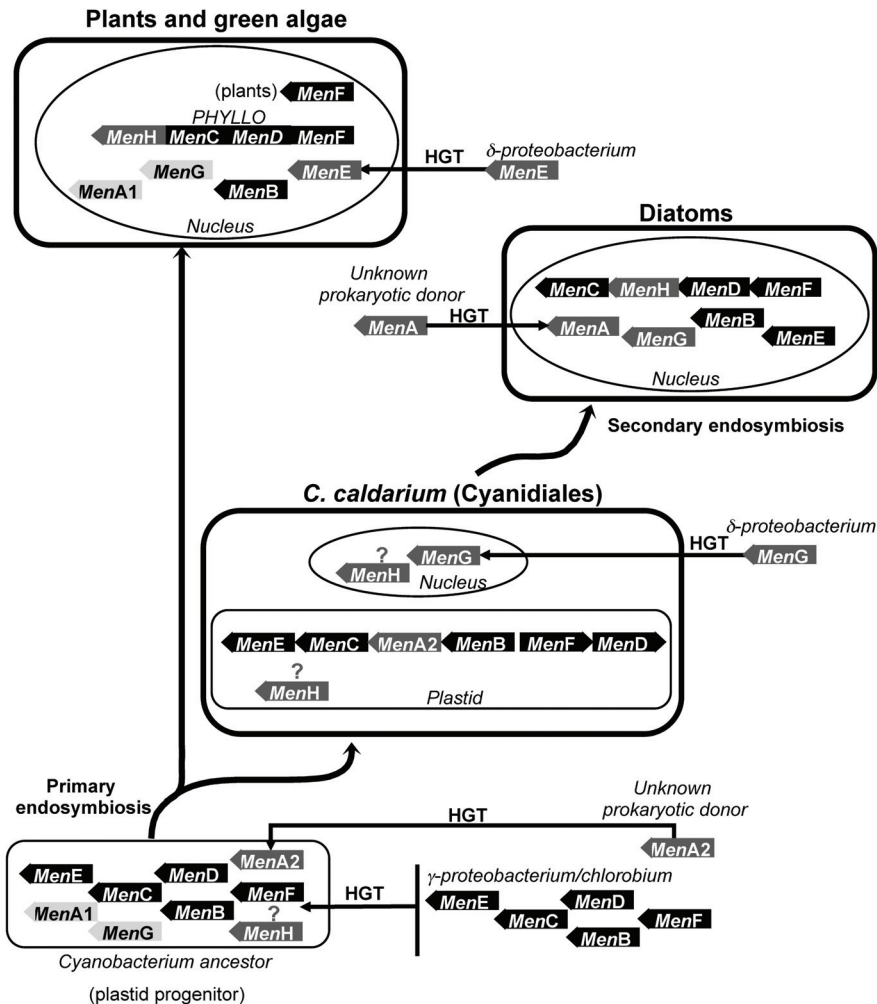 Plants and green algae
(plants)
MenF
PHYLLO
MenH MenC MenD MenF
MenG
MenE
HGT
δ-proteobacterium
MenE
MenA1
MenB
Nucleus
Diatoms
Unknown
prokaryotic donor
MenA
HGT
MenC MenH MenD MenF
MenA
MenG
MenB
MenE
Nucleus
Secondary endosymbiosis
C. caldarium (Cyanidiales)
?
MenH
MenG
Nucleus
HGT
δ-proteobacterium
MenG
MenE MenC MenA2 MenB MenF MenD
?
MenH
Plastid
Primary
endosymbiosis
HGT
Unknown
prokaryotic donor
MenA2
MenE
MenD
MenA2
MenC
MenF
MenA1
MenB
?
MenG
MenH
HGT
γ-proteobacterium/chlorobium
MenE
MenD
MenC
MenF
MenB
Cyanobacterium ancestor
(plastid progenitor)